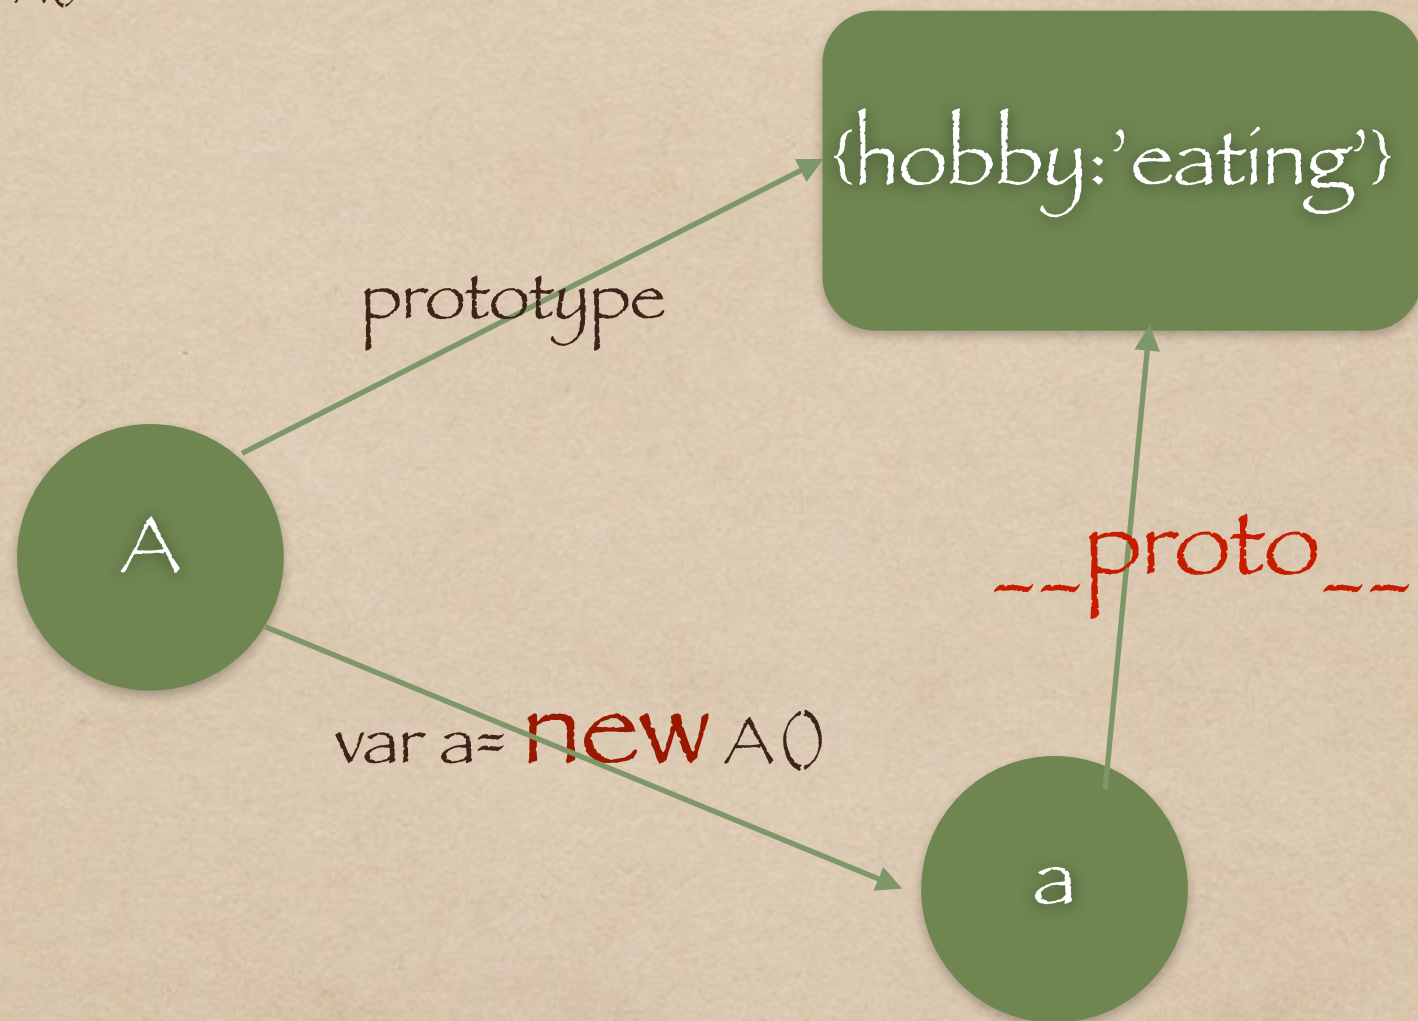 {hobby:’eating’}
prototype
A
__proto__
var a= new A()
a